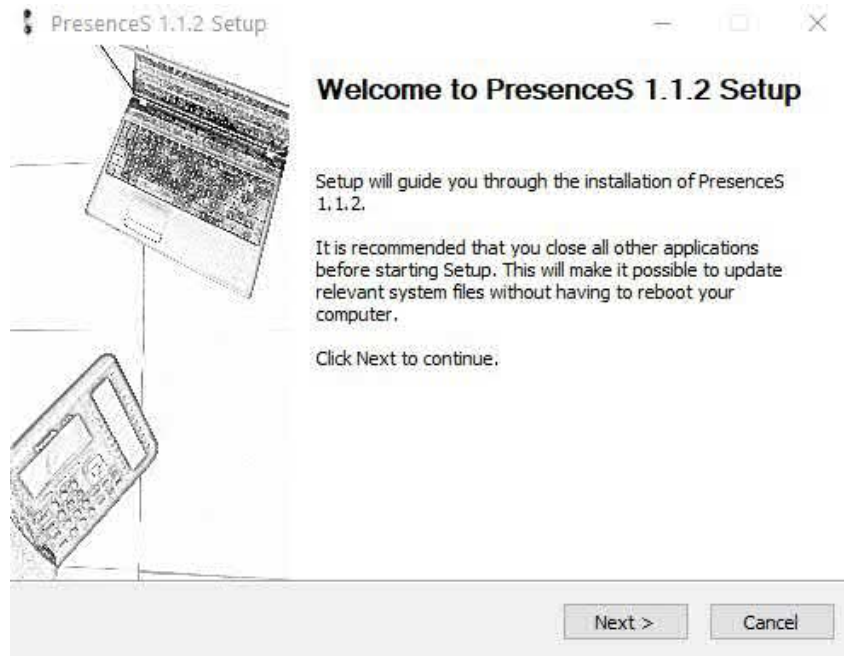 PresenceS 1.1.2 Setup
Welcome to PresenceS 1.1.2 Setup
Setup will guide you through the installation of PresenceS
1.1.2.
It is recommended that you close all other applications
before starting Setup. This will make it possible to update
relevant system files without having to reboot your
computer.
Click Next to continue.
Next >
Cancel